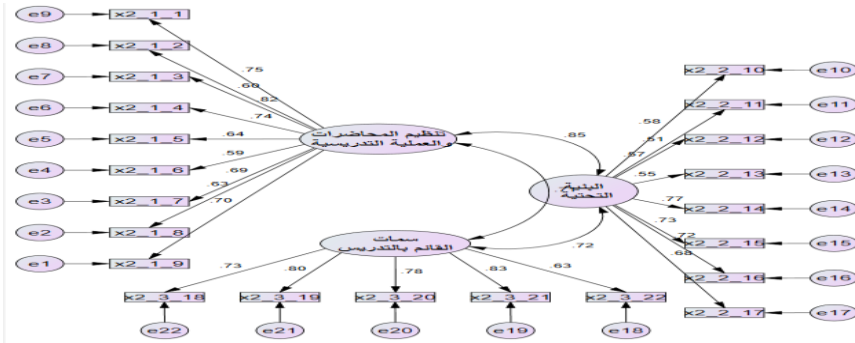 e9
x2_1_1
e8
x2_1_2
e7
x2_1_3
e6
x2_1_4
e5
x2_1_5
e4
x2_1_6
e3
x2_1_7
e2
x2_1_8
e1
x2_1_9
.75
.60
.82
.74
.64
.59
.69
.63
.70
تنظيم المحاضرات
والعملية التدريسية
.85
.72
البنية
التحتية
سمات
القائم بالتدريس
x2_2_10
e10
x2_2_11
e11
x2_2_12
e12
x2_2_13
e13
x2_2_14
e14
x2_2_15
e15
x2_2_16
e16
x2_2_17
e17
.58
.51
.57
.55
.77
.73
.72
.68
.73
.80
.78
.83
.63
x2_3_18
x2_3_19
x2_3_20
x2_3_21
x2_3_22
e22
e21
e20
e19
e18